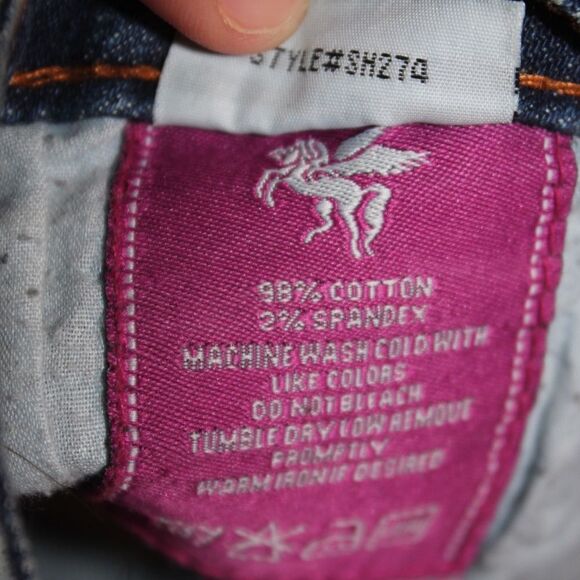 STYLE#SH274
98% COTTON
2% SPANDEX
MACHINE WASH COLD WITH
LIKE COLORS
DO NOT BLEACH
TUMBLE DRY LOW REMOVE
PROMPTLY
WARM IRON IF DESIRED